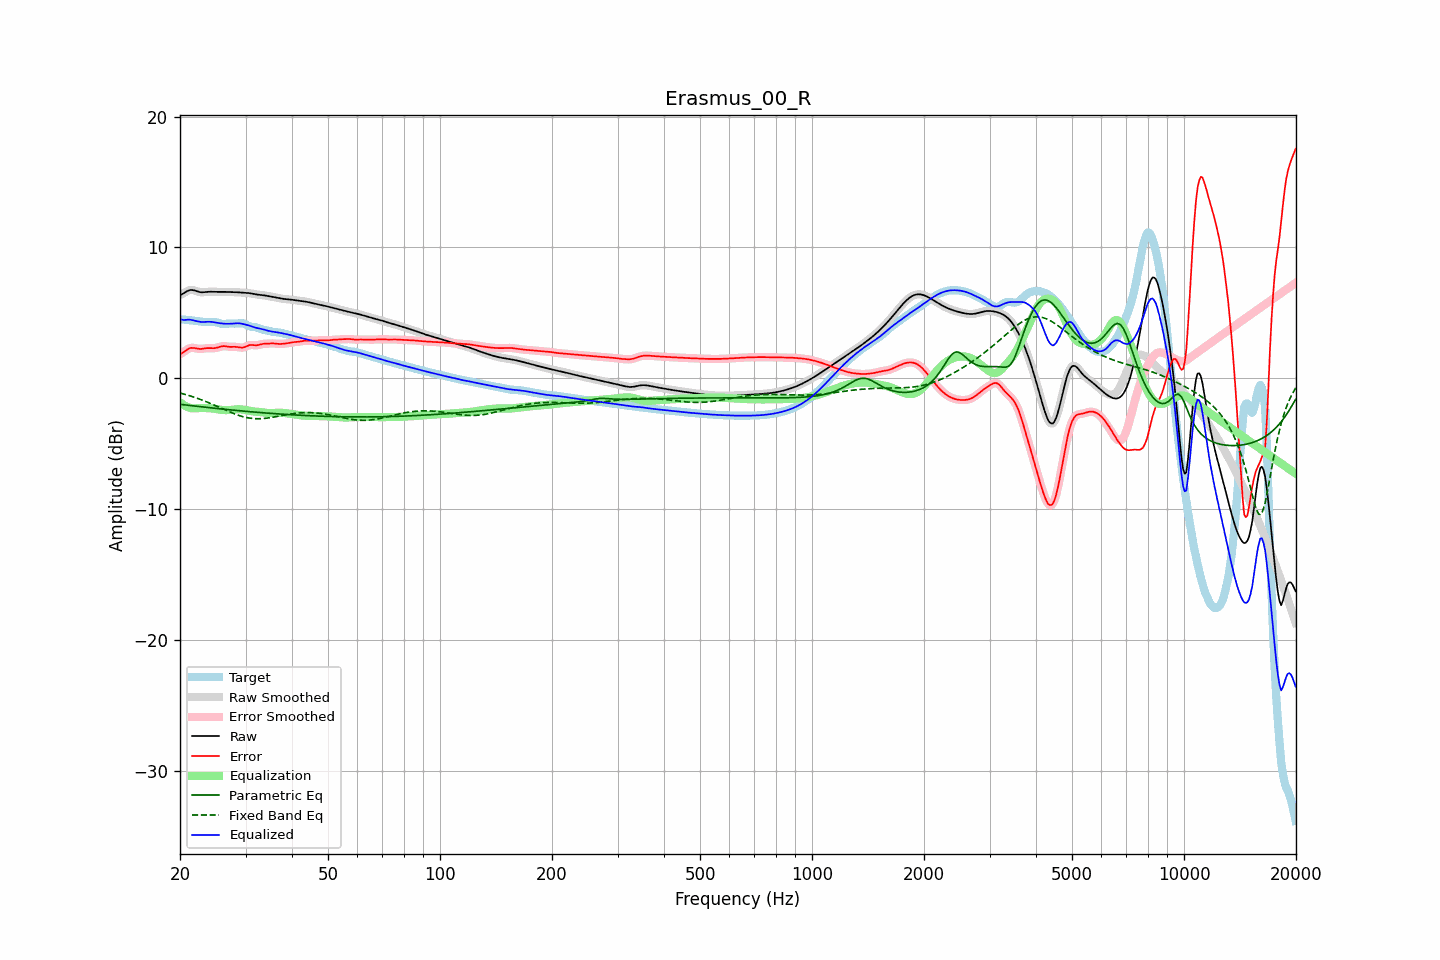 Erasmus_00_R
20
10
0
−10
−20
−30
Amplitude (dBr)
Target
Raw Smoothed
Error Smoothed
Raw
Error
Equalization
Parametric Eq
Fixed Band Eq
Equalized
20 50 100 200 500 1000 2000 5000 10000 20000
Frequency (Hz)